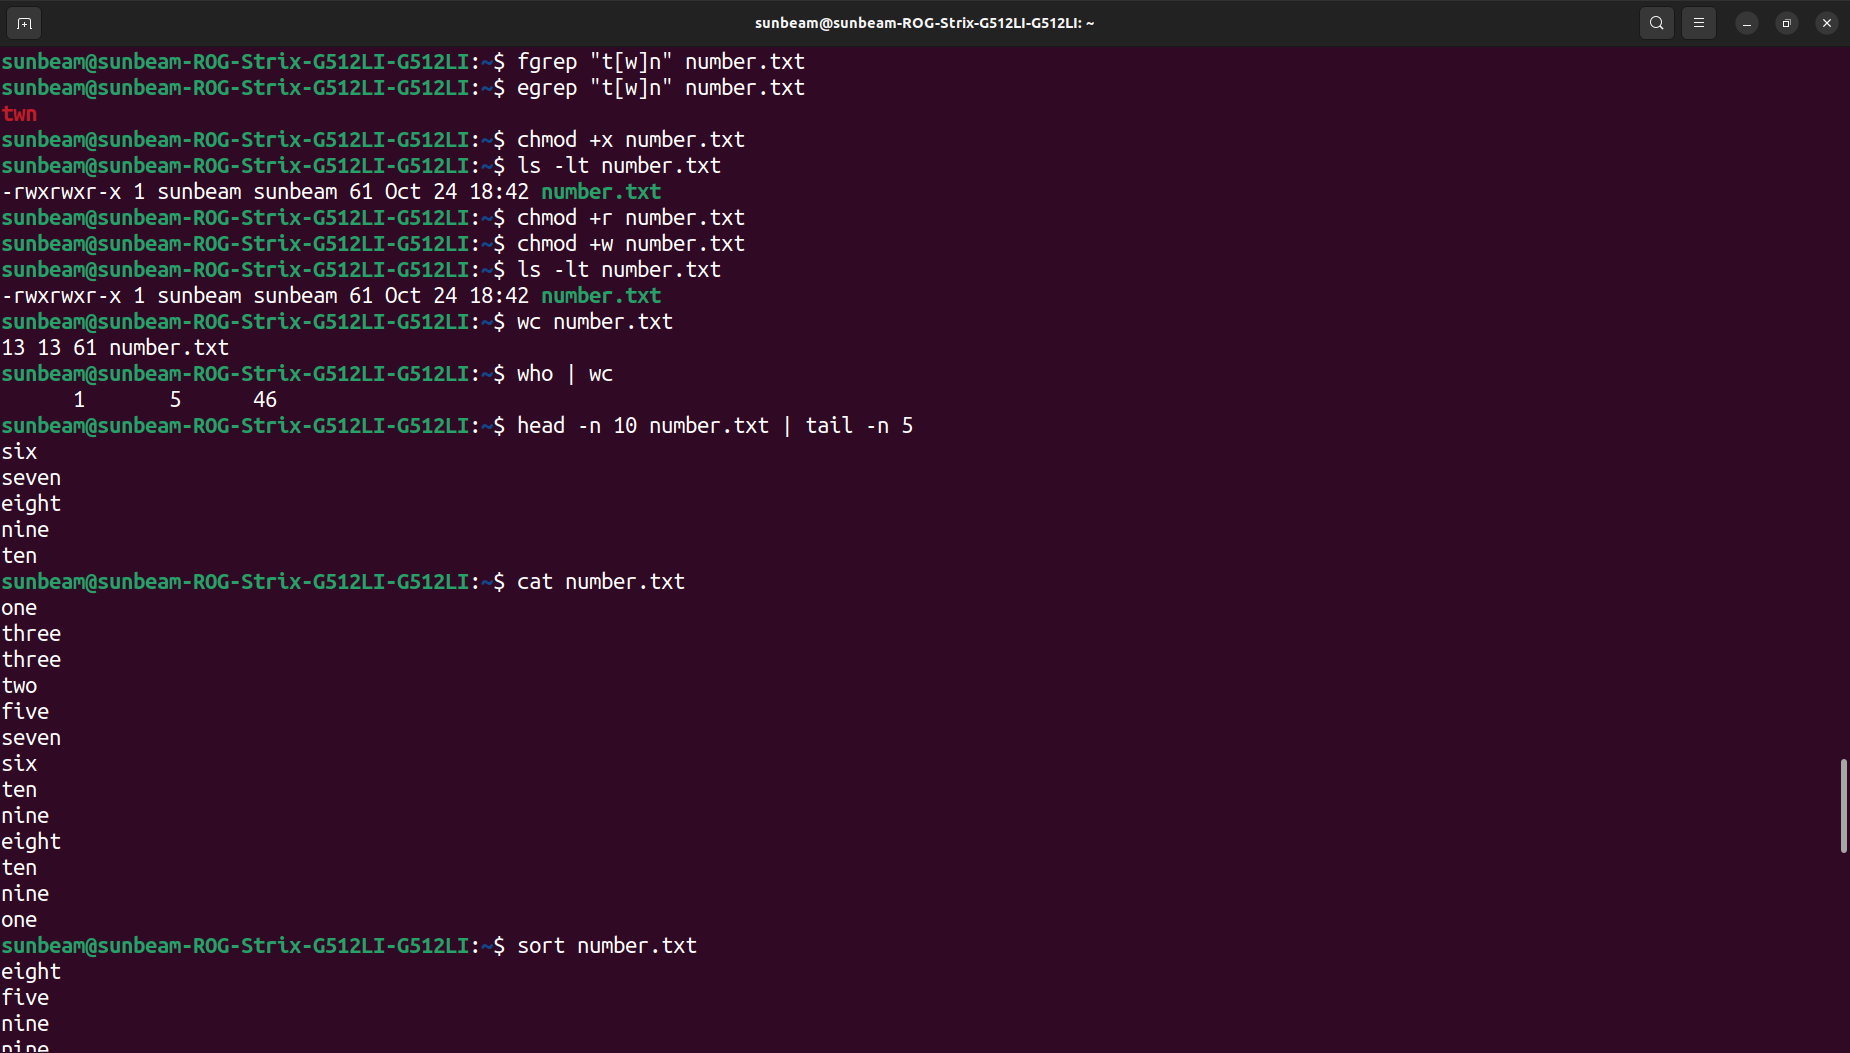 sunbeam@sunbeam-ROG-Strix-G512LI-G512LI: ~
sunbeam@sunbeam-ROG-Strix-G512LI-G512LI:~$ fgrep "t[w]n" number.txt
sunbeam@sunbeam-ROG-Strix-G512LI-G512LI:~$ egrep "t[w]n" number.txt
twn
sunbeam@sunbeam-ROG-Strix-G512LI-G512LI:~$ chmod +x number.txt
sunbeam@sunbeam-ROG-Strix-G512LI-G512LI:~$ ls -lt number.txt
-rwxrwxr-x 1 sunbeam sunbeam 61 Oct 24 18:42 number.txt
sunbeam@sunbeam-ROG-Strix-G512LI-G512LI:~$ chmod +r number.txt
sunbeam@sunbeam-ROG-Strix-G512LI-G512LI:~$ chmod +w number.txt
sunbeam@sunbeam-ROG-Strix-G512LI-G512LI:~$ ls -lt number.txt
-rwxrwxr-x 1 sunbeam sunbeam 61 Oct 24 18:42 number.txt
sunbeam@sunbeam-ROG-Strix-G512LI-G512LI:~$ wc number.txt
13 13 61 number.txt
sunbeam@sunbeam-ROG-Strix-G512LI-G512LI:~$ who | wc
      1       5      46
sunbeam@sunbeam-ROG-Strix-G512LI-G512LI:~$ head -n 10 number.txt | tail -n 5
six
seven
eight
nine
ten
sunbeam@sunbeam-ROG-Strix-G512LI-G512LI:~$ cat number.txt
one
three
three
two
five
seven
six
ten
nine
eight
ten
nine
one
sunbeam@sunbeam-ROG-Strix-G512LI-G512LI:~$ sort number.txt
eight
five
nine
nine